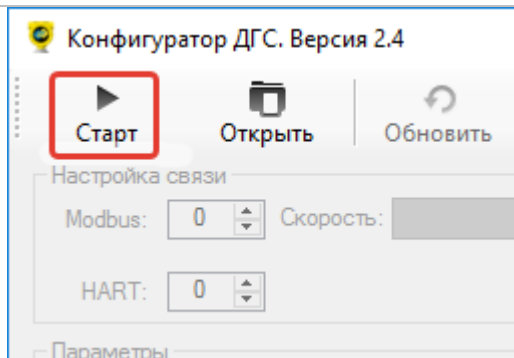 Конфигуратор ДГС. Версия 2.4
Старт Открыть Обновить
Настройка связи
Modbus: 0 Скорость:
HART: 0
Параметры